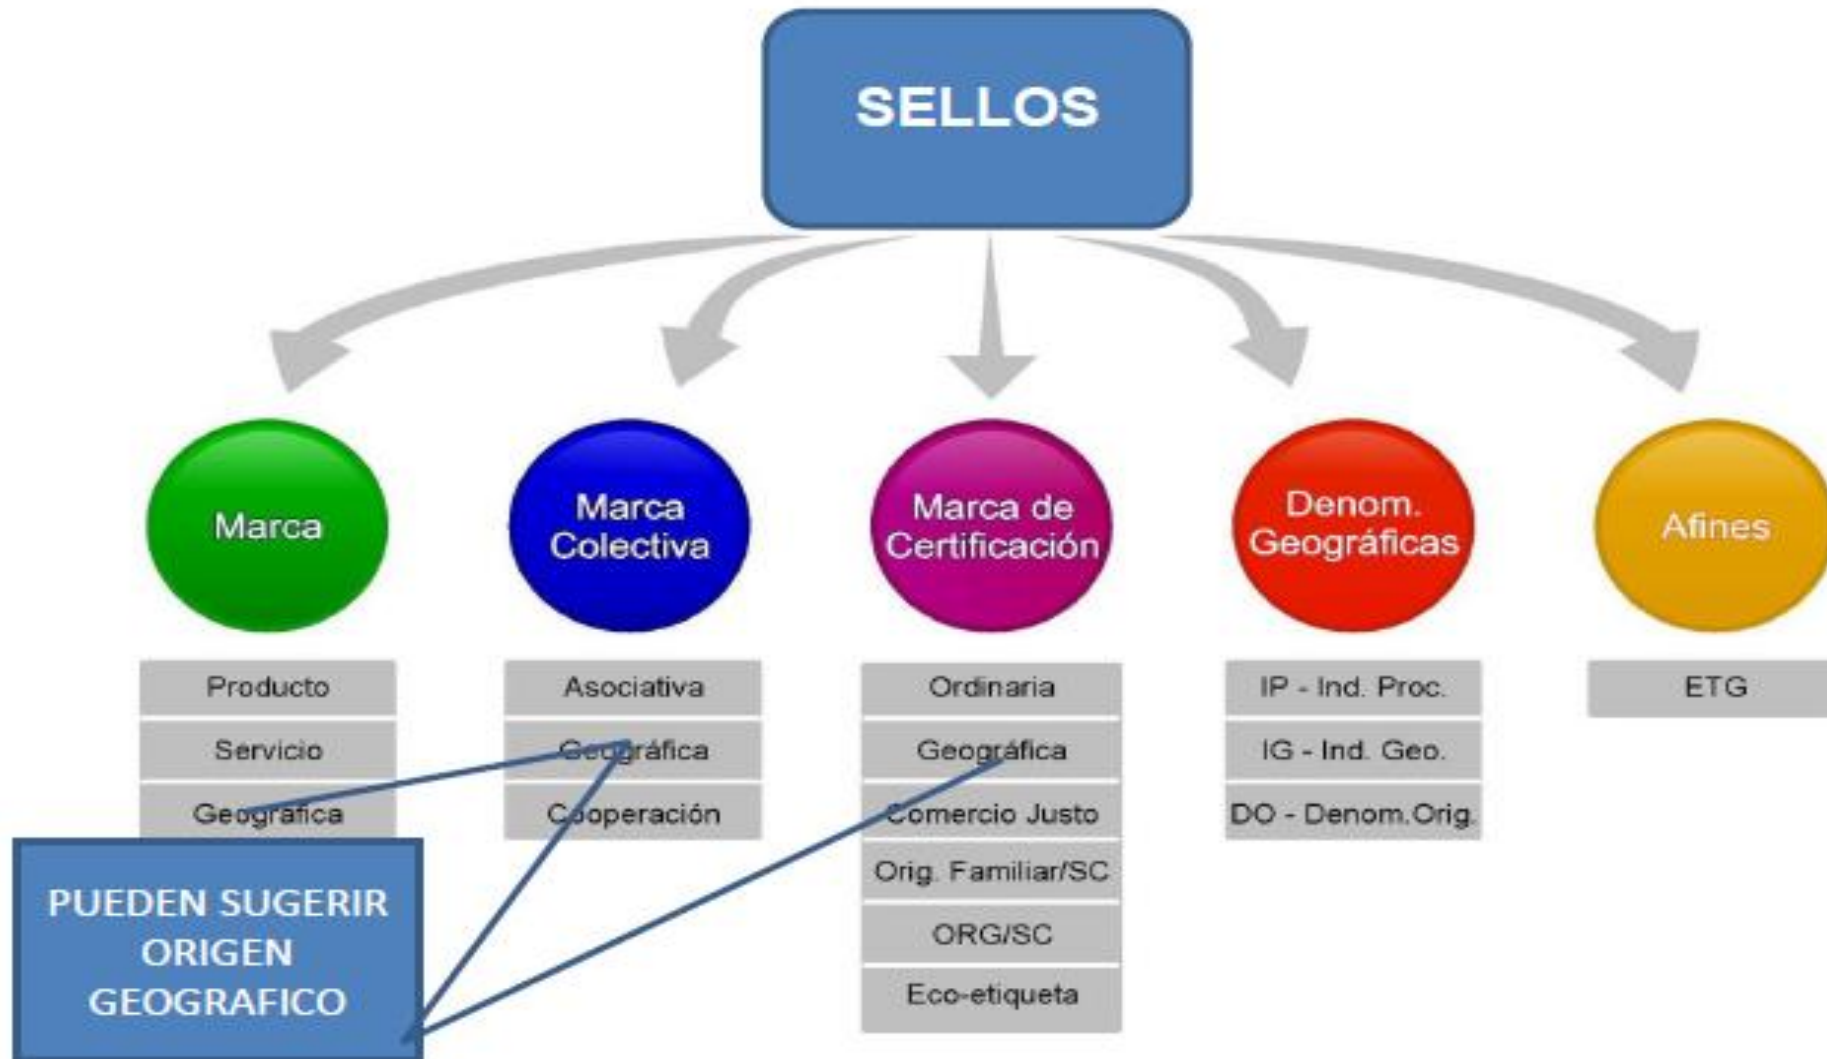 SELLOS
Marca
Marca
Colectiva
Marca de
Certificación
Denom.
Geográficas
Afines
Producto
Servicio
Geográfica
Asociativa
Geográfica
Cooperación
Ordinaria
Geográfica
Comercio Justo
Orig. Familiar/SC
ORG/SC
Eco-etiqueta
IP - Ind. Proc.
IG - Ind. Geo.
DO - Denom.Orig.
ETG
PUEDEN SUGERIR
ORIGEN
GEOGRAFICO